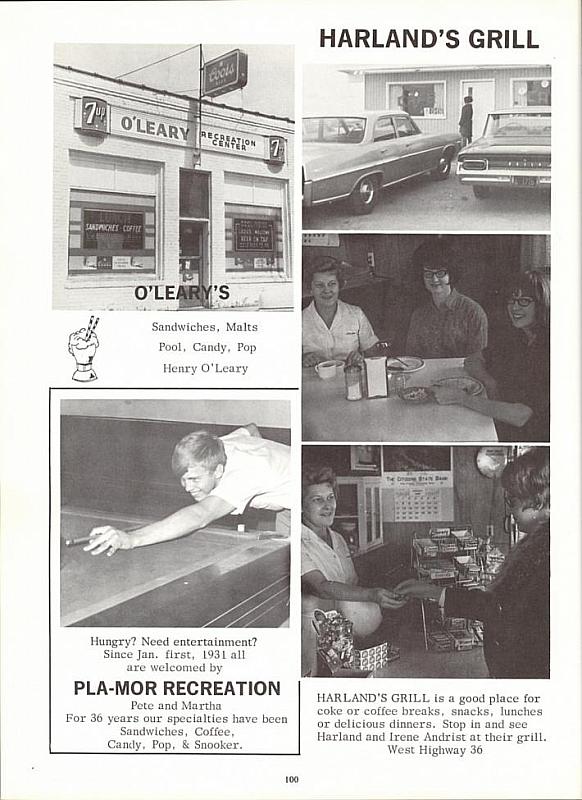 HARLAND'S GRILL
Coors
7up
O'LEARY RECREATION CENTER
7
LUNCH
SANDWICHES - COFFEE
O'LEARY'S
Sandwiches, Malts
Pool, Candy, Pop
Henry O'Leary
THE CITIZENS STATE BANK
Hungry? Need entertainment?
Since Jan. first, 1931 all
are welcomed by
PLA-MOR RECREATION
Pete and Martha
For 36 years our specialties have been
Sandwiches, Coffee,
Candy, Pop, & Snooker.
HARLAND'S GRILL is a good place for
coke or coffee breaks, snacks, lunches
or delicious dinners. Stop in and see
Harland and Irene Andrist at their grill.
West Highway 36
100